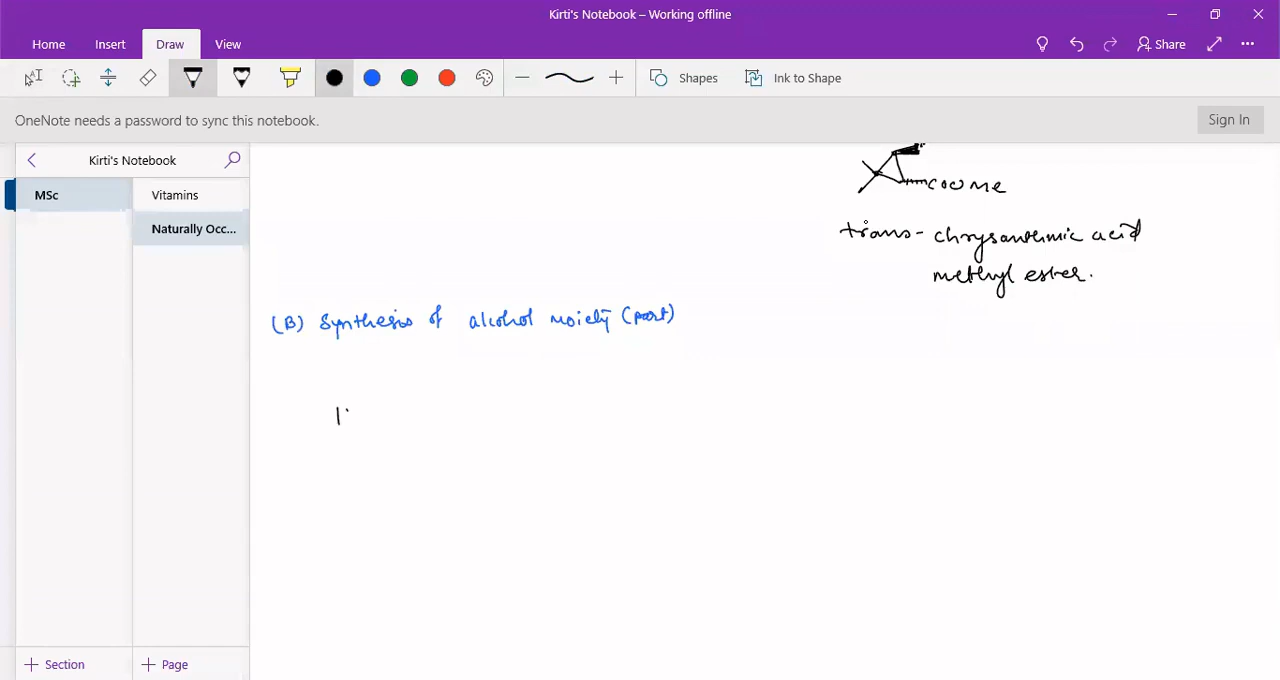 Kirti's Notebook – Working offline
Home Insert Draw View
Share
Shapes Ink to Shape
OneNote needs a password to sync this notebook.
Sign In
Kirti's Notebook
MSc
Vitamins
Naturally Occ...
COOMe
trans- chrysanthimic acid
methyl ester.
(B) Synthesis of alcohol moiety (part)
+ Section
+ Page